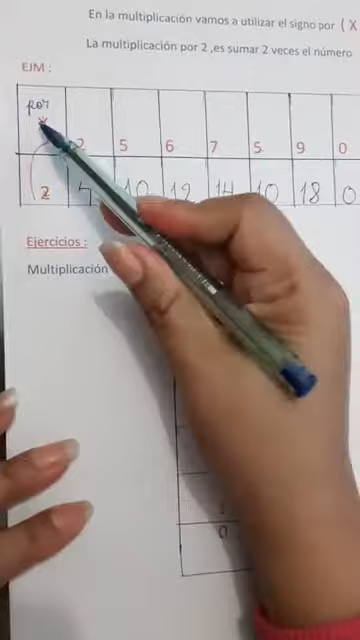 En la multiplicación vamos a utilizar el signo por ( X
La multiplicación por 2 ,es sumar 2 veces el número
EJM :
por
x 2 5 6 7 5 9 0
2 4 10 12 14 10 18 0
Ejercicios :
Multiplicación
0